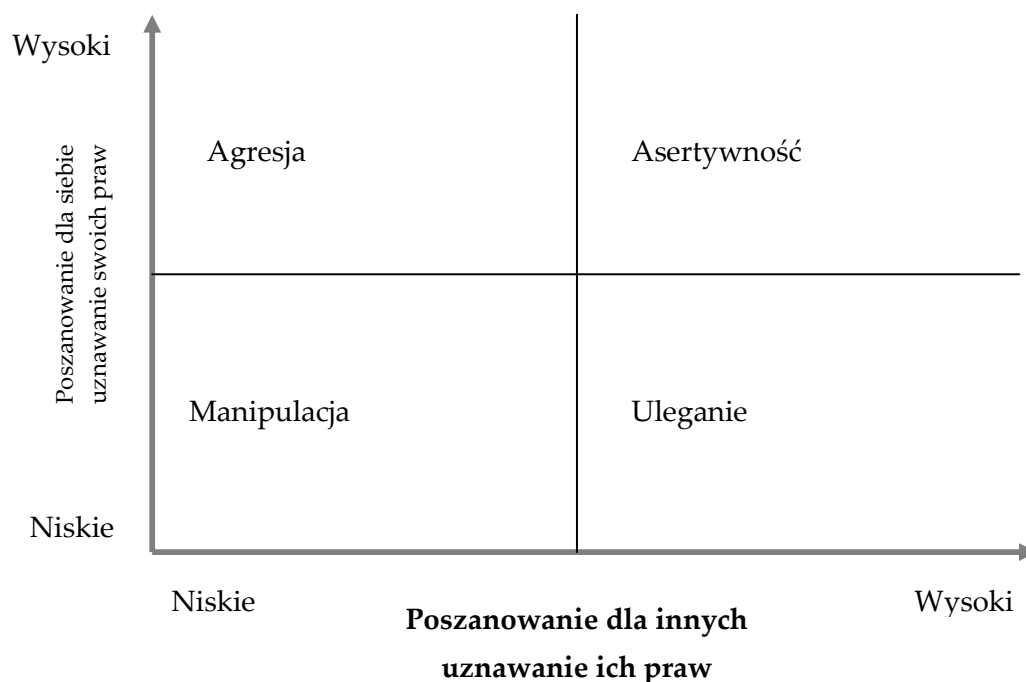 Wysoki
Agresja
Asertywność
Poszanowanie dla siebie
uznawanie swoich praw
Manipulacja
Uleganie
Niskie
Niskie
Wysoki
Poszanowanie dla innych
uznawanie ich praw